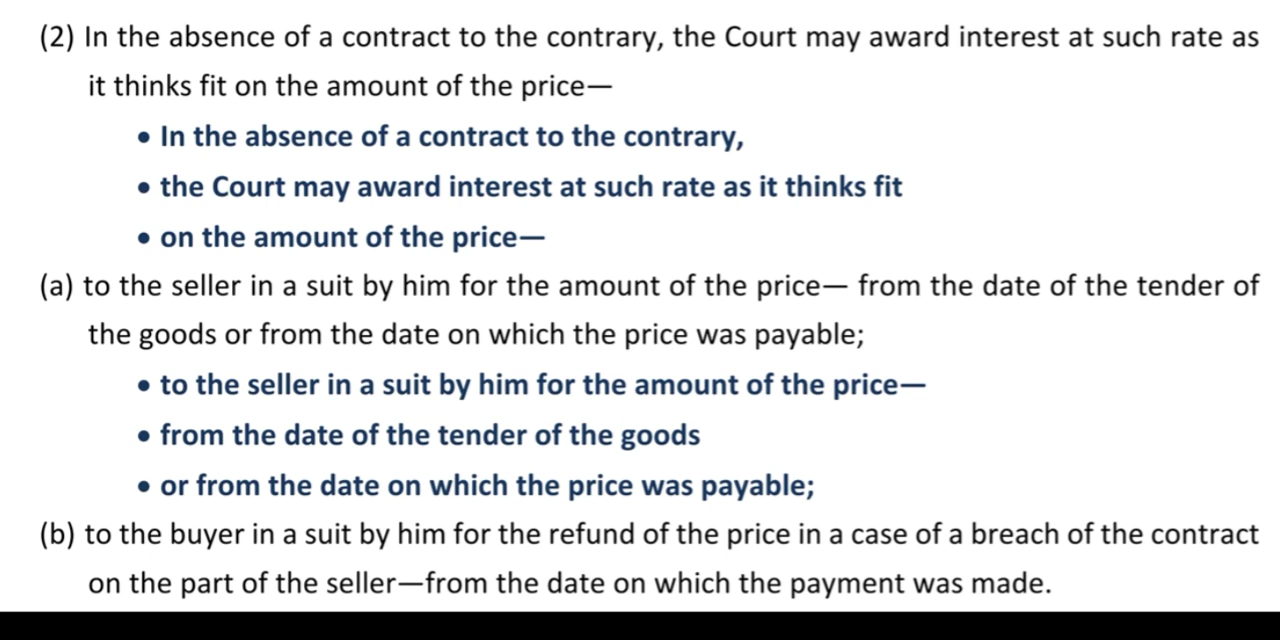 (2) In the absence of a contract to the contrary, the Court may award interest at such rate as
it thinks fit on the amount of the price—
• In the absence of a contract to the contrary,
• the Court may award interest at such rate as it thinks fit
• on the amount of the price—
(a) to the seller in a suit by him for the amount of the price— from the date of the tender of
the goods or from the date on which the price was payable;
• to the seller in a suit by him for the amount of the price—
• from the date of the tender of the goods
• or from the date on which the price was payable;
(b) to the buyer in a suit by him for the refund of the price in a case of a breach of the contract
on the part of the seller—from the date on which the payment was made.